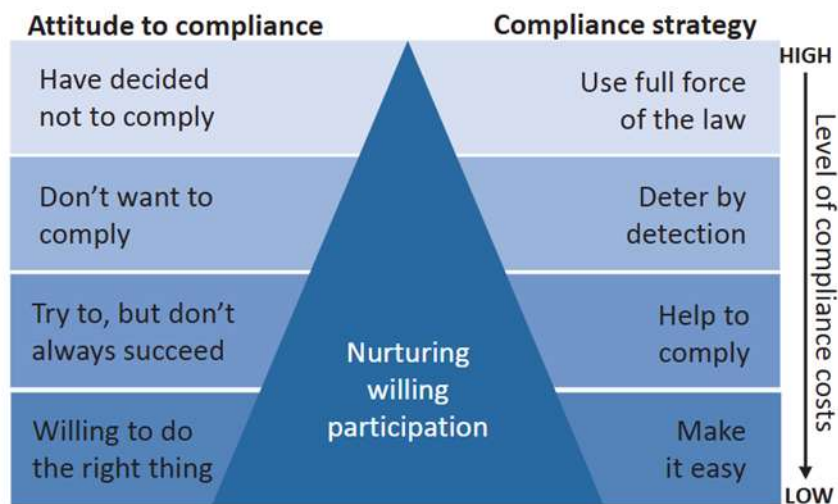 Attitude to compliance
Compliance strategy
HIGH
Have decided
not to comply
Use full force
of the law
Don’t want to
comply
Deter by
detection
Try to, but don’t
always succeed
Help to
comply
Nurturing
willing
participation
Willing to do
the right thing
Make
it easy
Level of compliance costs
LOW